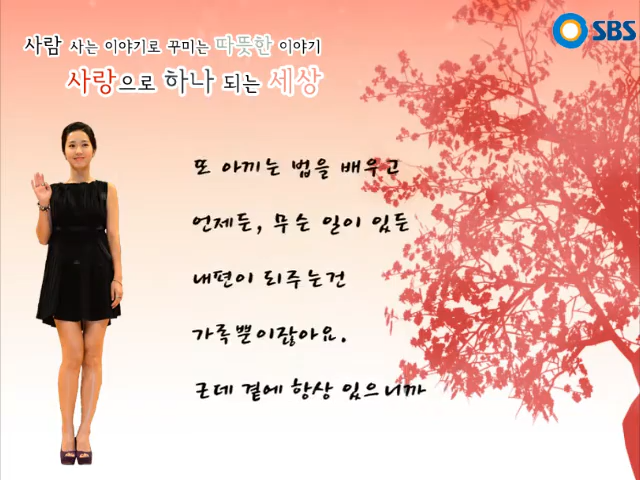 사람 사는 이야기로 꾸미는 따뜻한 이야기
사랑으로 하나 되는 세상
SBS
또 아끼는 법을 배우고
언제든, 무슨 일이 있든
내편이 되주는건
가족뿐이잖아요.
근데 곁에 항상 있으니까